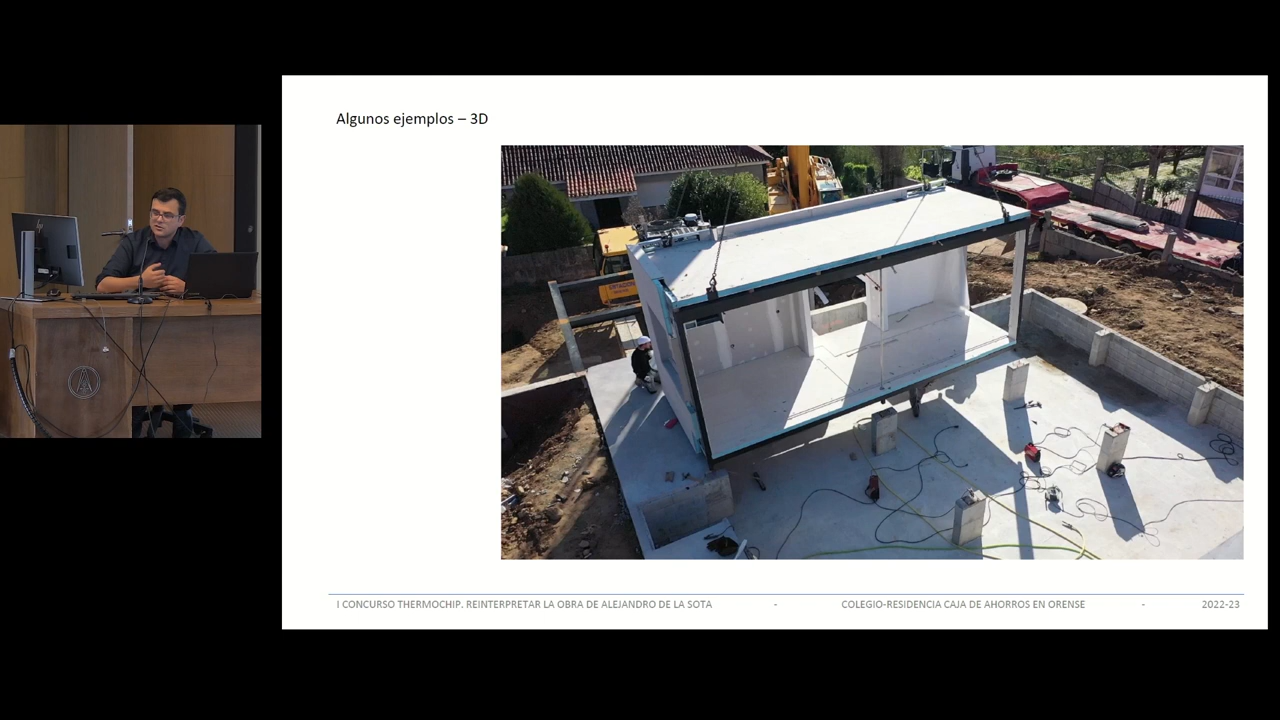 Algunos ejemplos – 3D
I CONCURSO THERMOCHIP. REINTERPRETAR LA OBRA DE ALEJANDRO DE LA SOTA - COLEGIO-RESIDENCIA CAJA DE AHORROS EN ORENSE - 2022-23